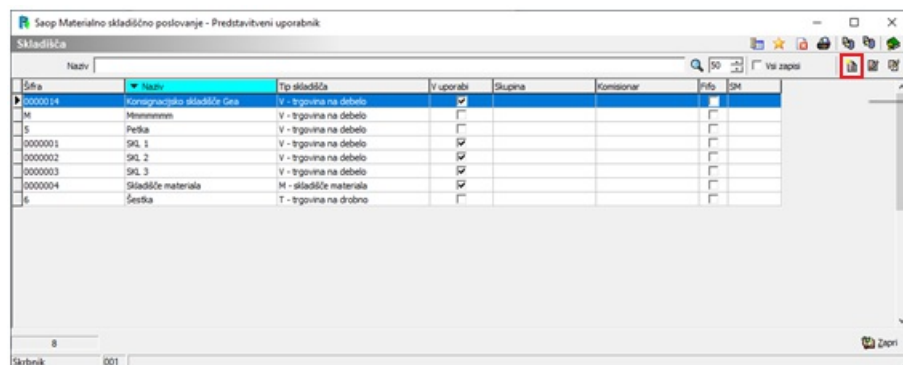 Saop Materialno skladiščno poslovanje - Predstavitveni uporabnik
Skladišča
Naziv 50 Vsi zapisi
Šifra Naziv Tip skladišča V uporabi Skupina Komisionar Fifo SM
0000014 Konsignacijsko skladišče Gea V - trgovina na debelo
M Mmmmmmm V - trgovina na debelo
5 Petka V - trgovina na debelo
0000001 SKL 1 V - trgovina na debelo
0000002 SKL 2 V - trgovina na debelo
0000003 SKL 3 V - trgovina na debelo
0000004 Skladišče materiala M - skladišče materiala
6 Šestka T - trgovina na drobno
8 Zapri
Skrbnik 001